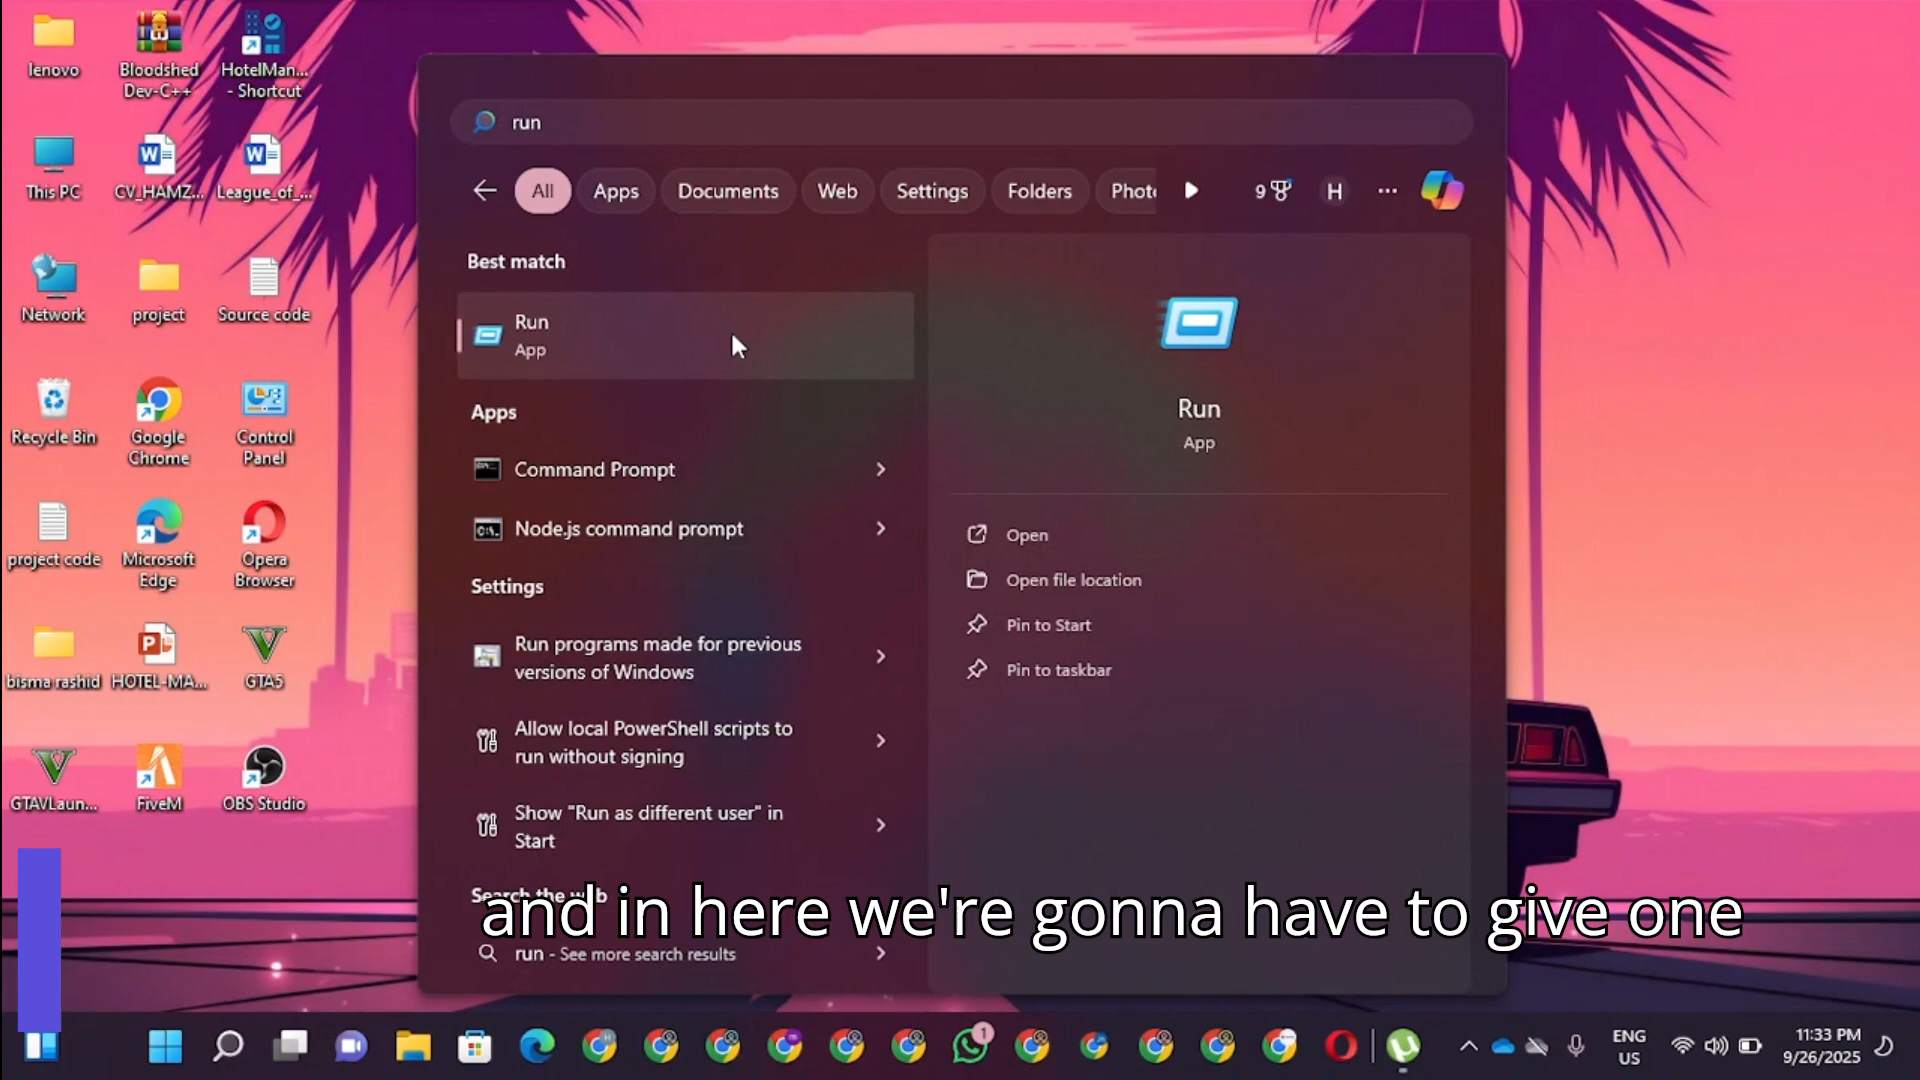 lenovo
Bloodshed
Dev-C++
HotelMan...
- Shortcut
This PC
CV_HAMZ...
League_of_...
Network
project
Source code
Recycle Bin
Google
Chrome
Control
Panel
project code
Microsoft
Edge
Opera
Browser
bisma rashid
HOTEL-MA...
GTA5
GTAVLaun...
FiveM
OBS Studio
run
All
Apps
Documents
Web
Settings
Folders
Photo
9
H
Best match
Run
App
Apps
Command Prompt
Node.js command prompt
Settings
Run programs made for previous
versions of Windows
Allow local PowerShell scripts to
run without signing
Show "Run as different user" in
Start
Search the web
run - See more search results
Run
App
Open
Open file location
Pin to Start
Pin to taskbar
and in here we're gonna have to give one
1
ENG
US
11:33 PM
9/26/2025